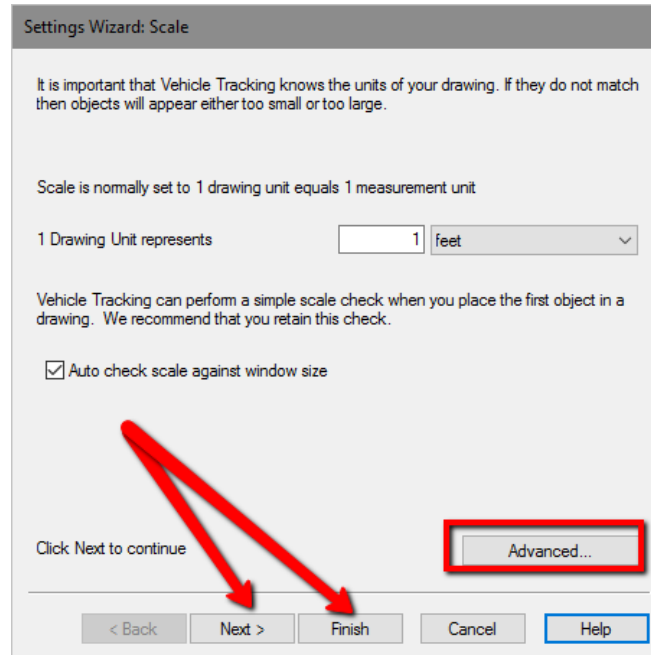 Settings Wizard: Scale
It is important that Vehicle Tracking knows the units of your drawing. If they do not match
then objects will appear either too small or too large.
Scale is normally set to 1 drawing unit equals 1 measurement unit
1 Drawing Unit represents 1 feet
Vehicle Tracking can perform a simple scale check when you place the first object in a
drawing. We recommend that you retain this check.
Auto check scale against window size
Click Next to continue Advanced...
< Back Next > Finish Cancel Help